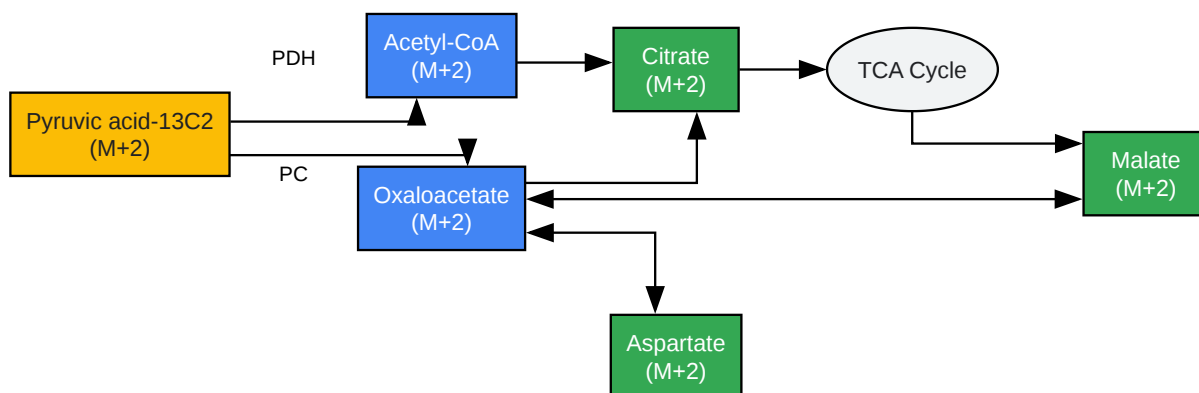 PDH
Acetyl-CoA
(M+2)
Citrate
(M+2)
TCA Cycle
Pyruvic acid-13C2
(M+2)
PC
Oxaloacetate
(M+2)
Malate
(M+2)
Aspartate
(M+2)